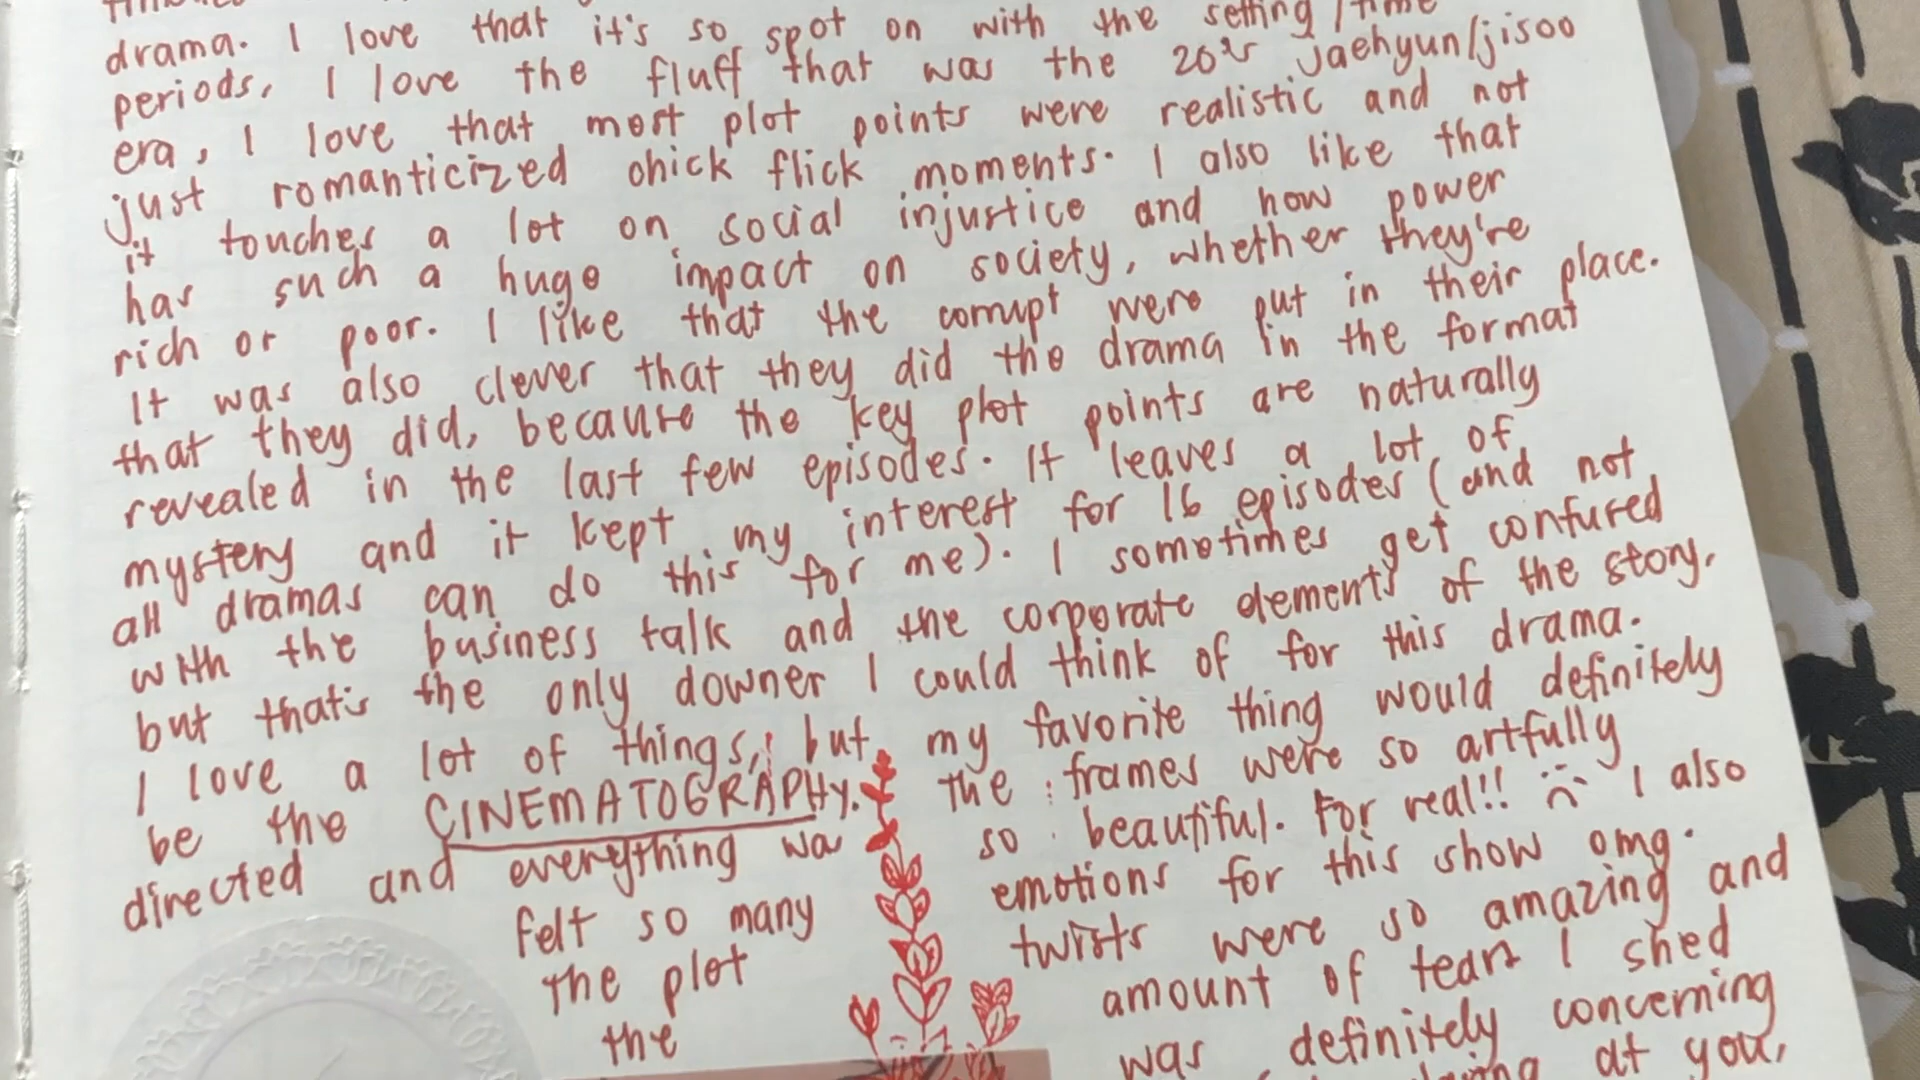 drama. I love that it's so spot on with the setting/time
periods, I love the fluff that was the 20's jaehyun/jisoo
era, I love that most plot points were realistic and not
just romanticized chick flick moments. I also like that
it touches a lot on social injustice and how power
has such a huge impact on society, whether they're
rich or poor. I like that the corrupt were put in their place.
It was also clever that they did the drama in the format
that they did, because the key plot points are naturally
revealed in the last few episodes. It leaves a lot of
mystery and it kept my interest for 16 episodes (and not
all dramas can do this for me). I sometimes get confused
with the business talk and the corporate elements of the story,
but that's the only downer I could think of for this drama.
I love a lot of things, but my favorite thing would definitely
be the CINEMATOGRAPHY. The frames were so artfully
directed and everything wa so beautiful. For real!! I also
felt so many emotions for this show omg.
the plot twists were so amazing and
the amount of tears I shed
was definitely concerning
at you,